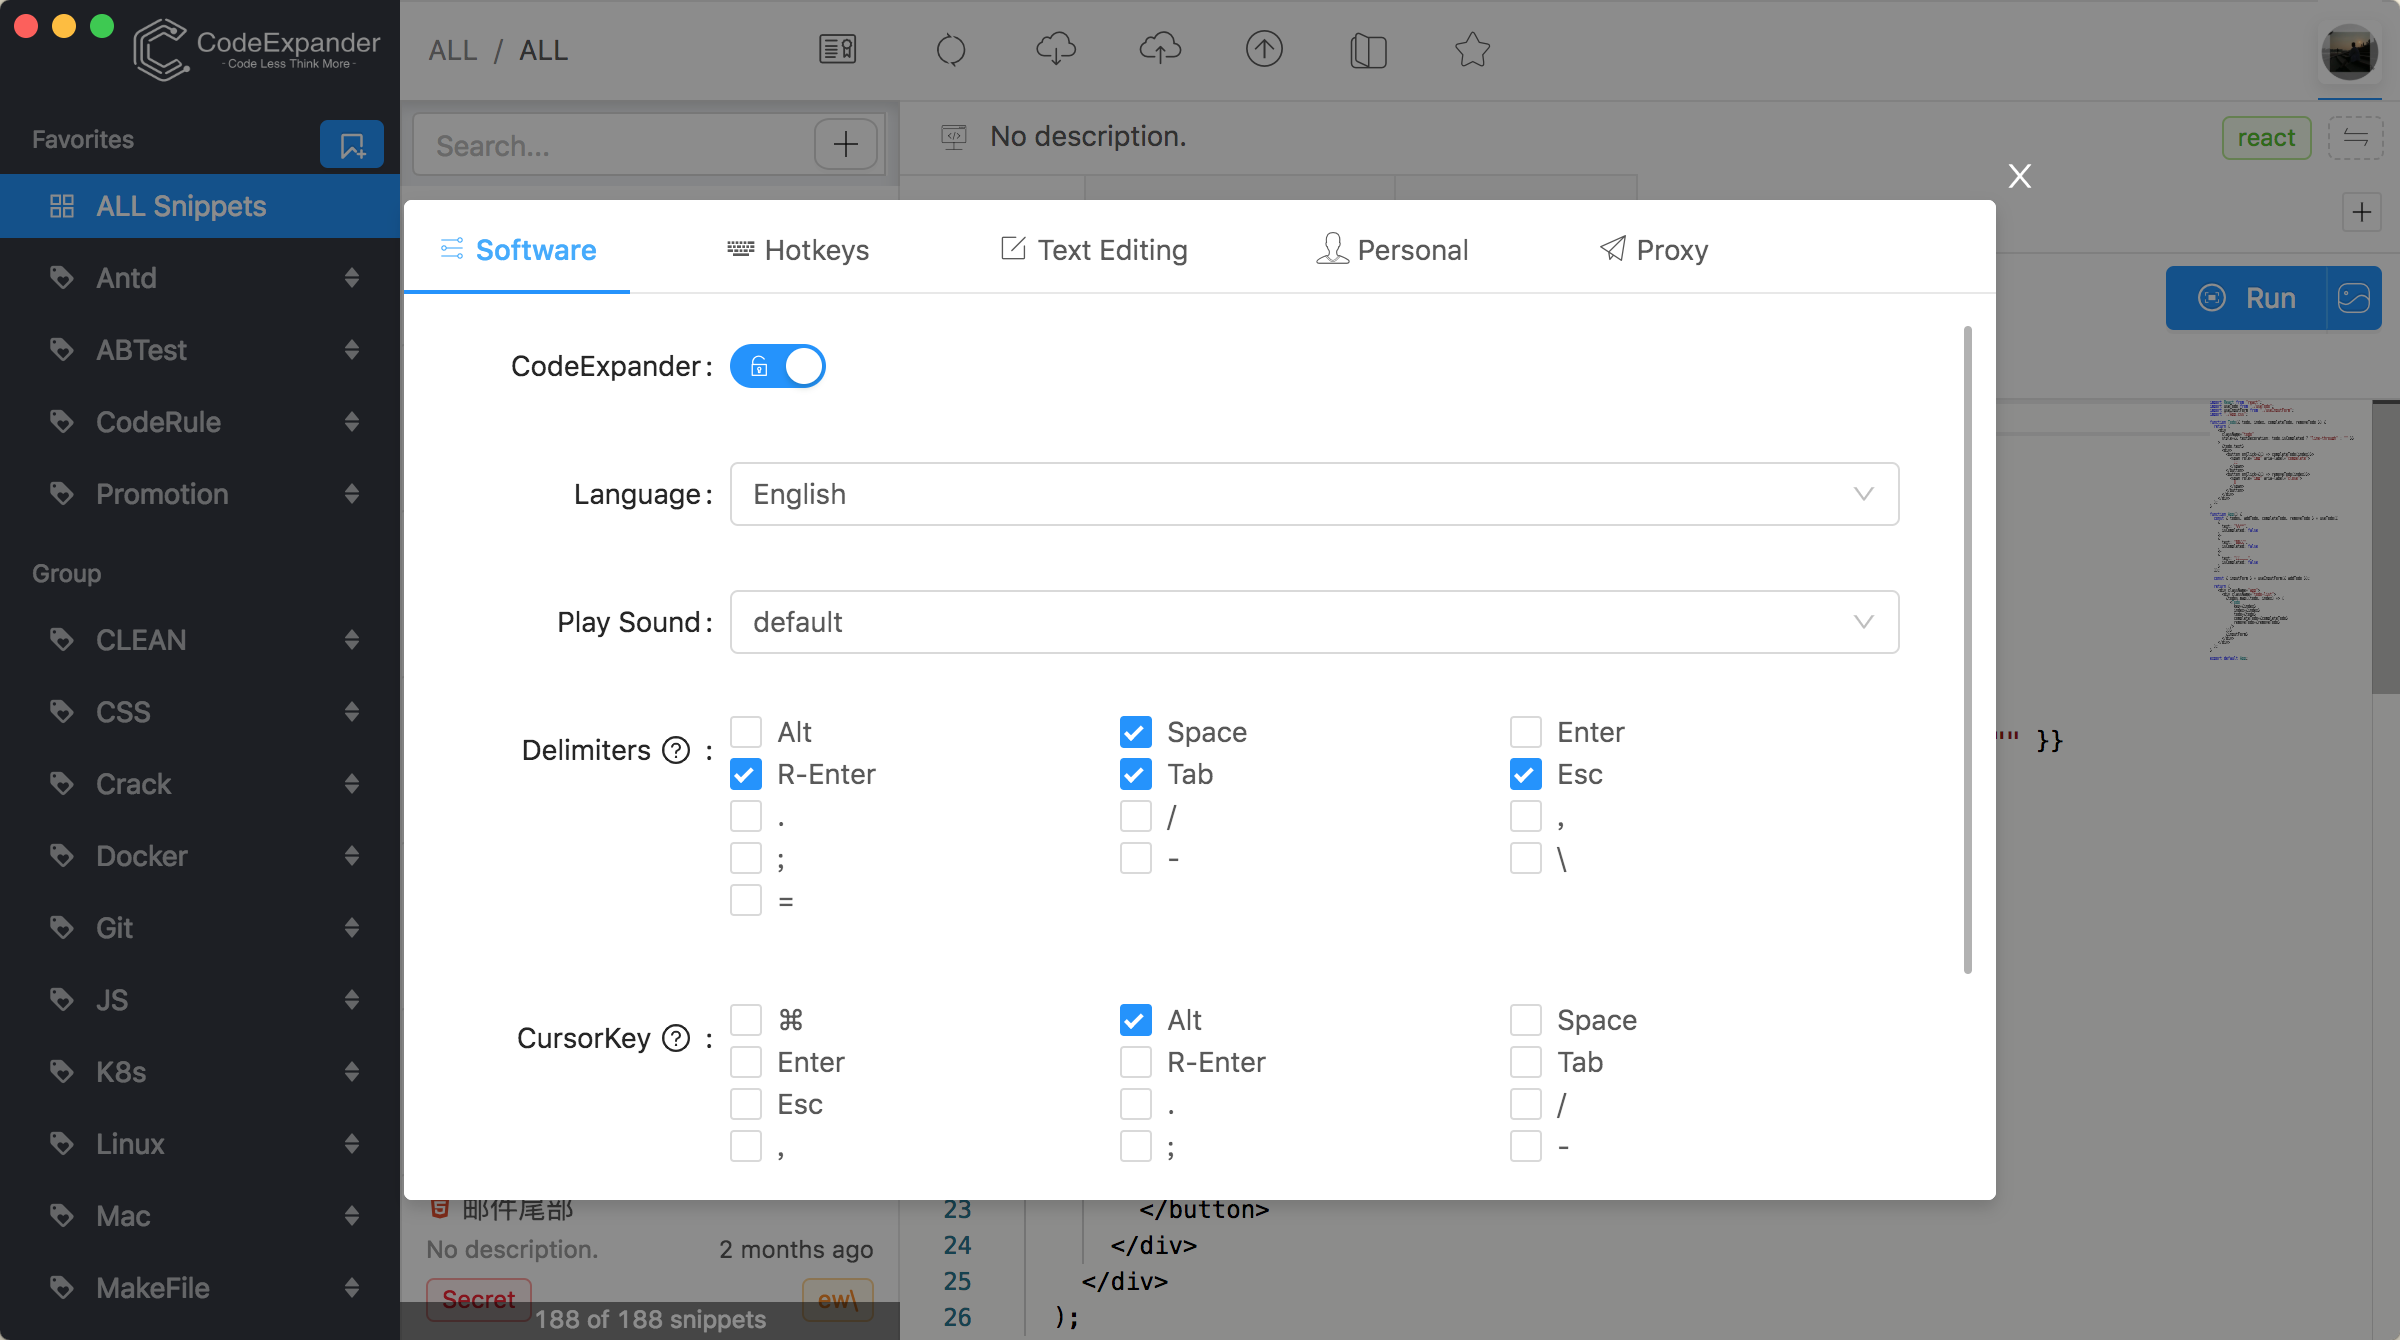 CodeExpander
- Code Less Think More -
ALL / ALL
Favorites
Search...
No description.
react
ALL Snippets
Antd
ABTest
CodeRule
Promotion
Group
CLEAN
CSS
Crack
Docker
Git
JS
K8s
Linux
Mac
MakeFile
X
Software
Hotkeys
Text Editing
Personal
Proxy
Run
CodeExpander :
Language : English
Play Sound : default
Delimiters ? :
Alt
Space
Enter
R-Enter
Tab
Esc
.
/
,
;
-
\
=
CursorKey ? :
⌘
Alt
Space
Enter
R-Enter
Tab
Esc
.
/
,
;
-
"" }}
邮件尾部
No description.
2 months ago
Secret
ew\
188 of 188 snippets
23 </button>
24 </div>
25 </div>
26 );